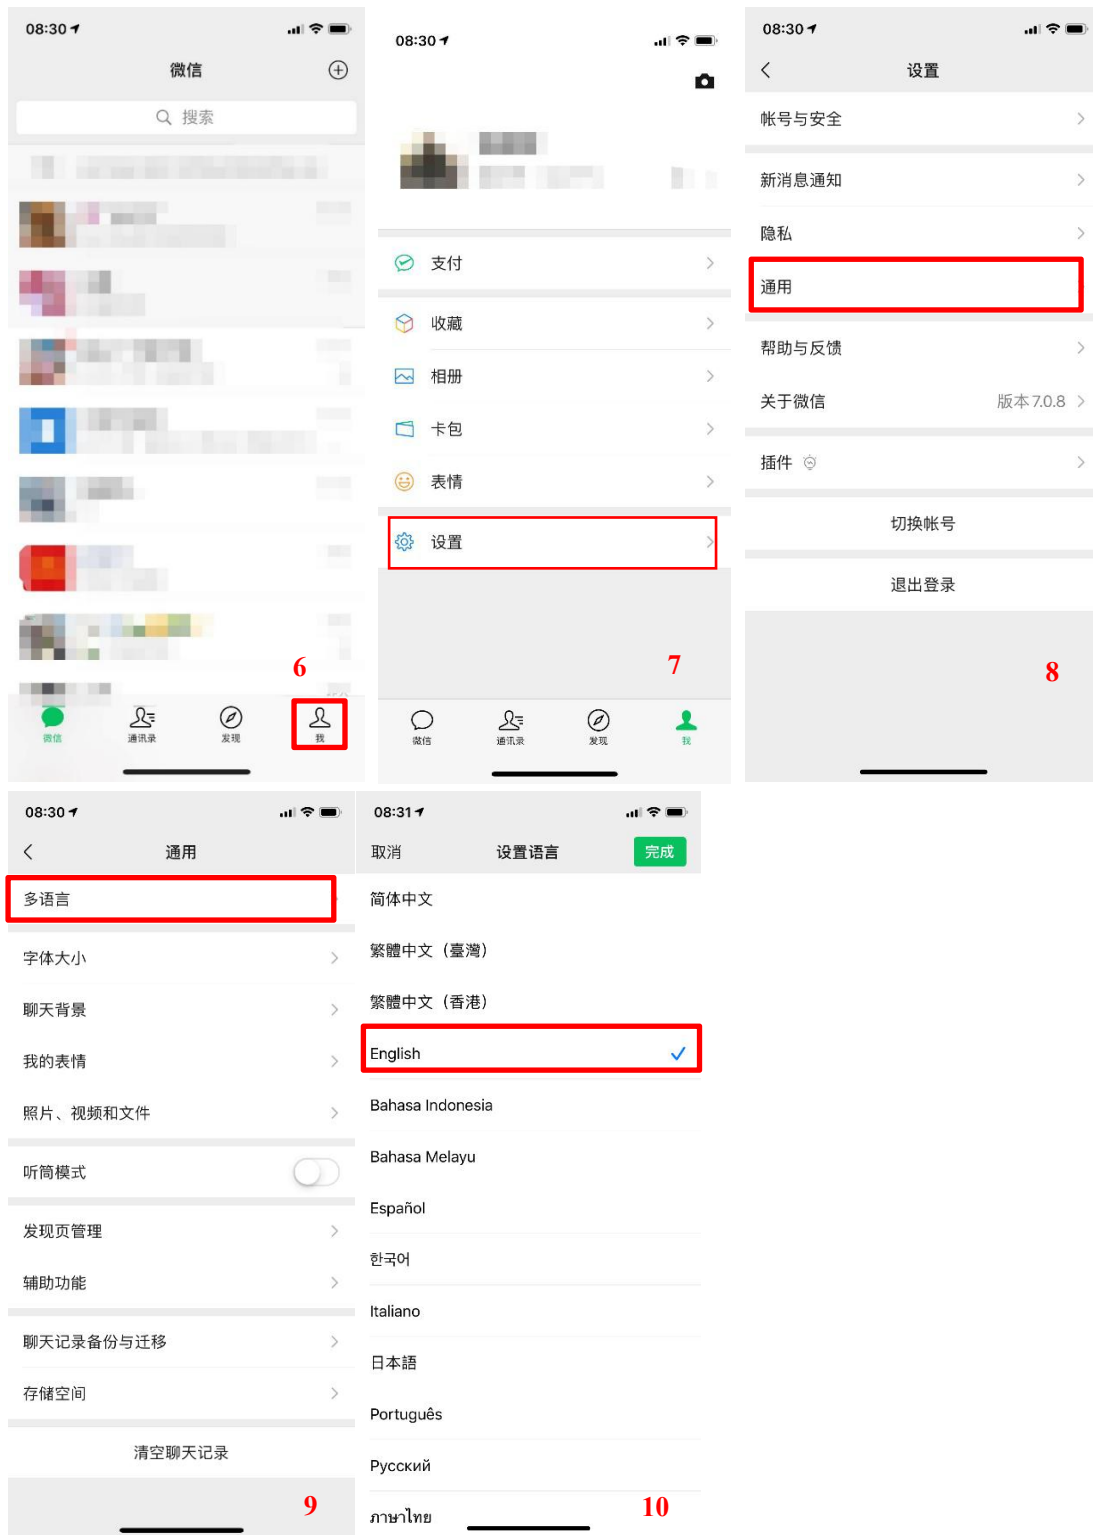 08:30
微信
搜索
6
微信
通讯录
发现
我
08:30
支付
收藏
相册
卡包
表情
设置
7
微信
通讯录
发现
我
08:30
设置
帐号与安全
新消息通知
隐私
通用
帮助与反馈
关于微信 版本 7.0.8
插件
切换帐号
退出登录
8
08:30
通用
多语言
字体大小
聊天背景
我的表情
照片、视频和文件
听筒模式
发现页管理
辅助功能
聊天记录备份与迁移
存储空间
清空聊天记录
9
08:31
取消 设置语言 完成
简体中文
繁體中文（臺灣）
繁體中文（香港）
English
Bahasa Indonesia
Bahasa Melayu
Español
한국어
Italiano
日本語
Português
Русский
ภาษาไทย
10